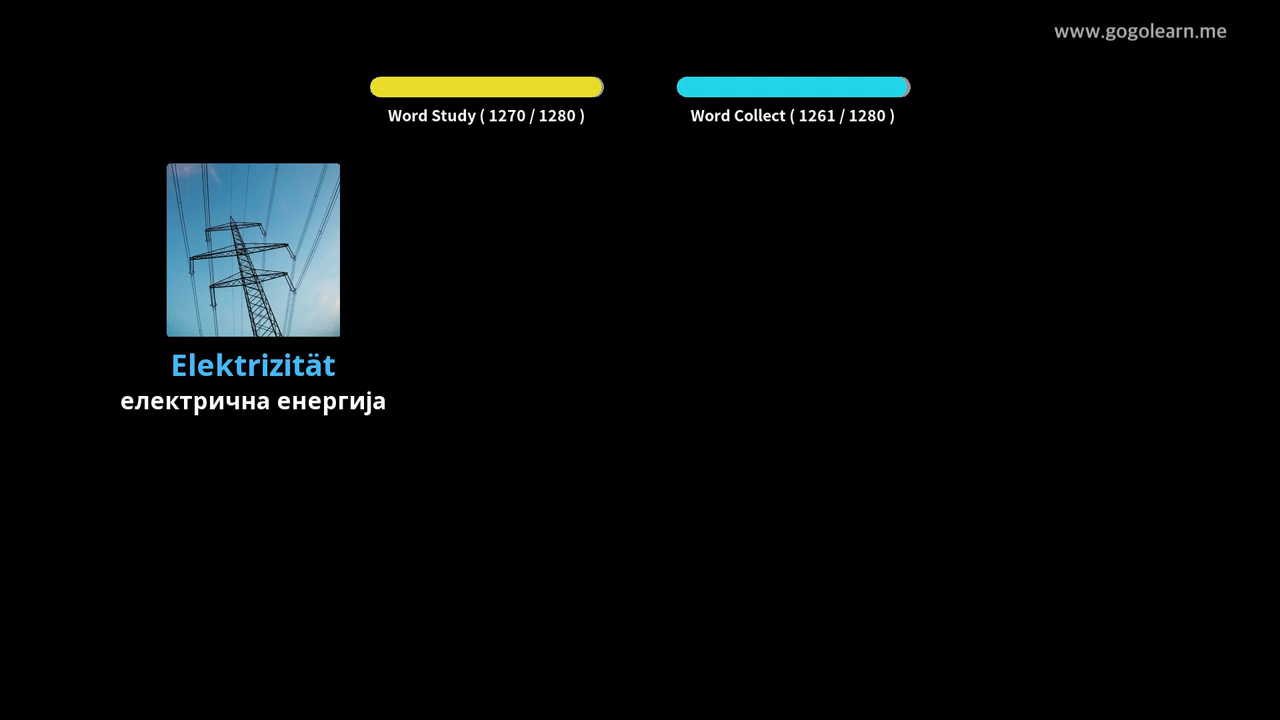 www.gogolearn.me
Word Study ( 1270 / 1280 )
Word Collect ( 1261 / 1280 )
Elektrizität
електрична енергија